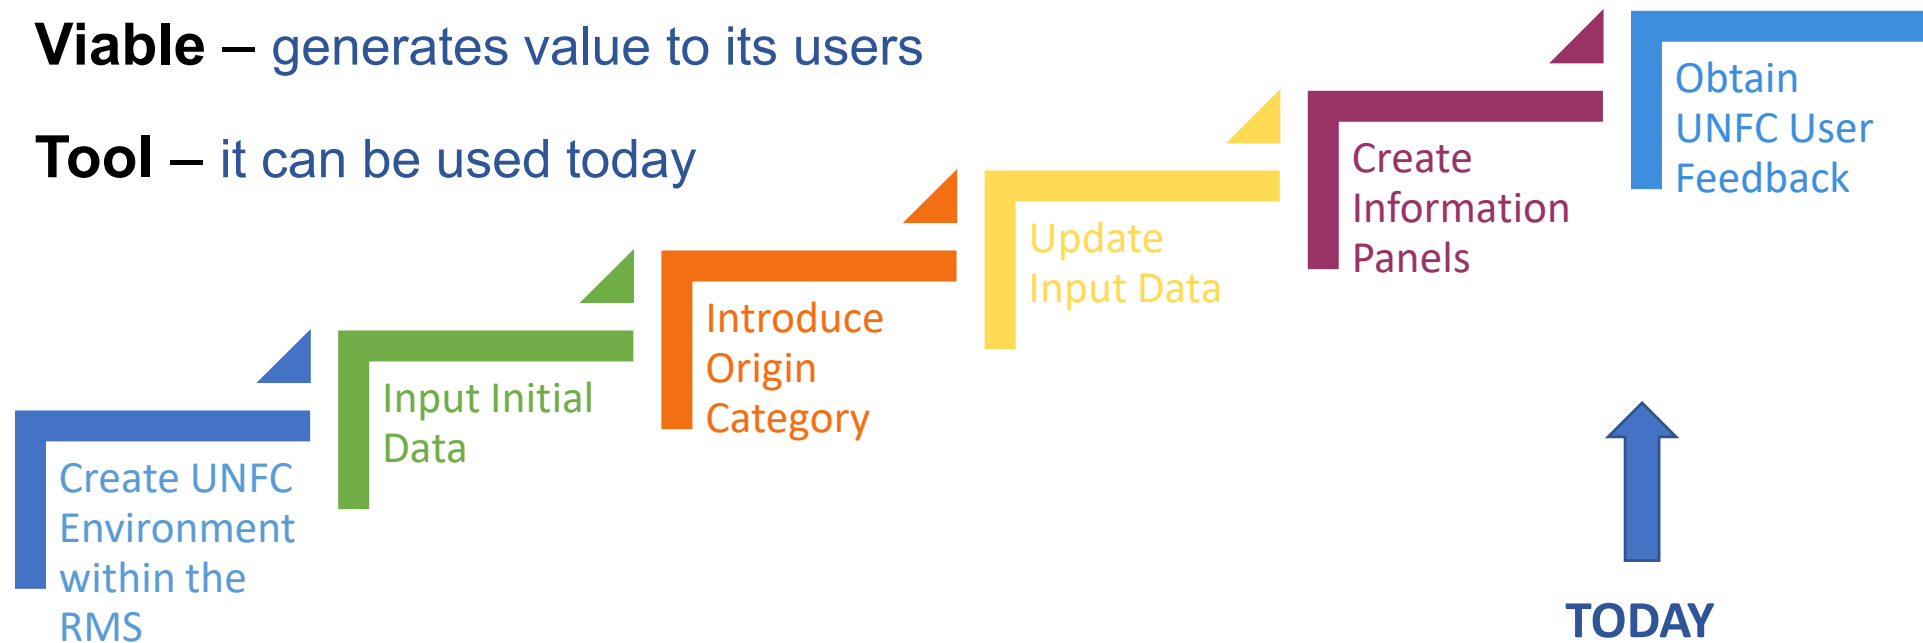 Viable – generates value to its users
Tool – it can be used today
Create UNFC
Environment
within the
RMS
Input Initial
Data
Introduce
Origin
Category
Update
Input Data
Create
Information
Panels
Obtain
UNFC User
Feedback
TODAY